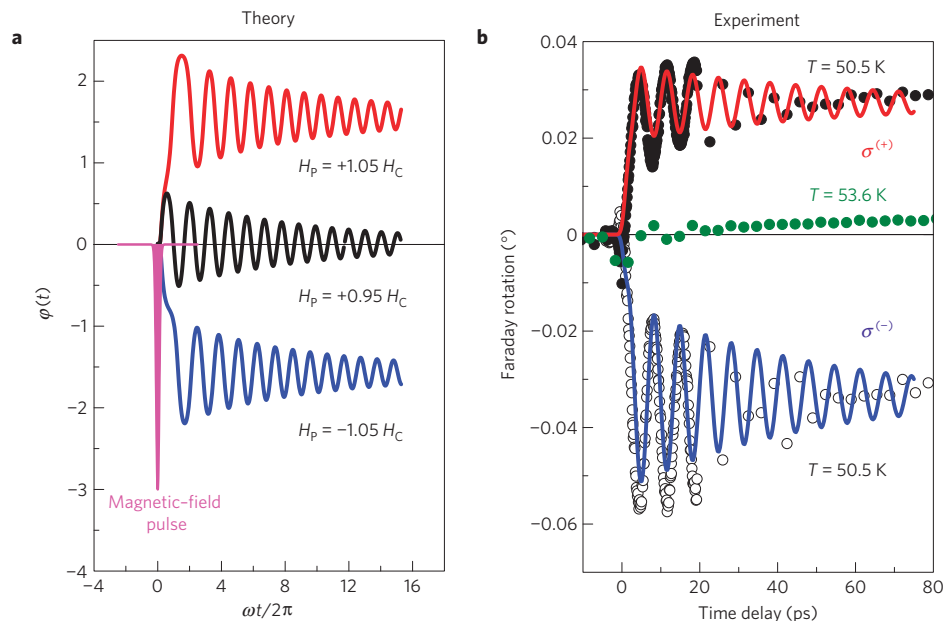 Theory
a
2
1
0
−1
−2
−3
−4
φ(t)
H_P = +1.05 H_C
H_P = +0.95 H_C
H_P = −1.05 H_C
Magnetic–field
pulse
−4
0
4
8
12
16
ωt/2π
Experiment
b
0.04
0.02
0
−0.02
−0.04
−0.06
Faraday rotation (°)
T = 50.5 K
σ^(+)
T = 53.6 K
σ^(−)
T = 50.5 K
0
20
40
60
80
Time delay (ps)